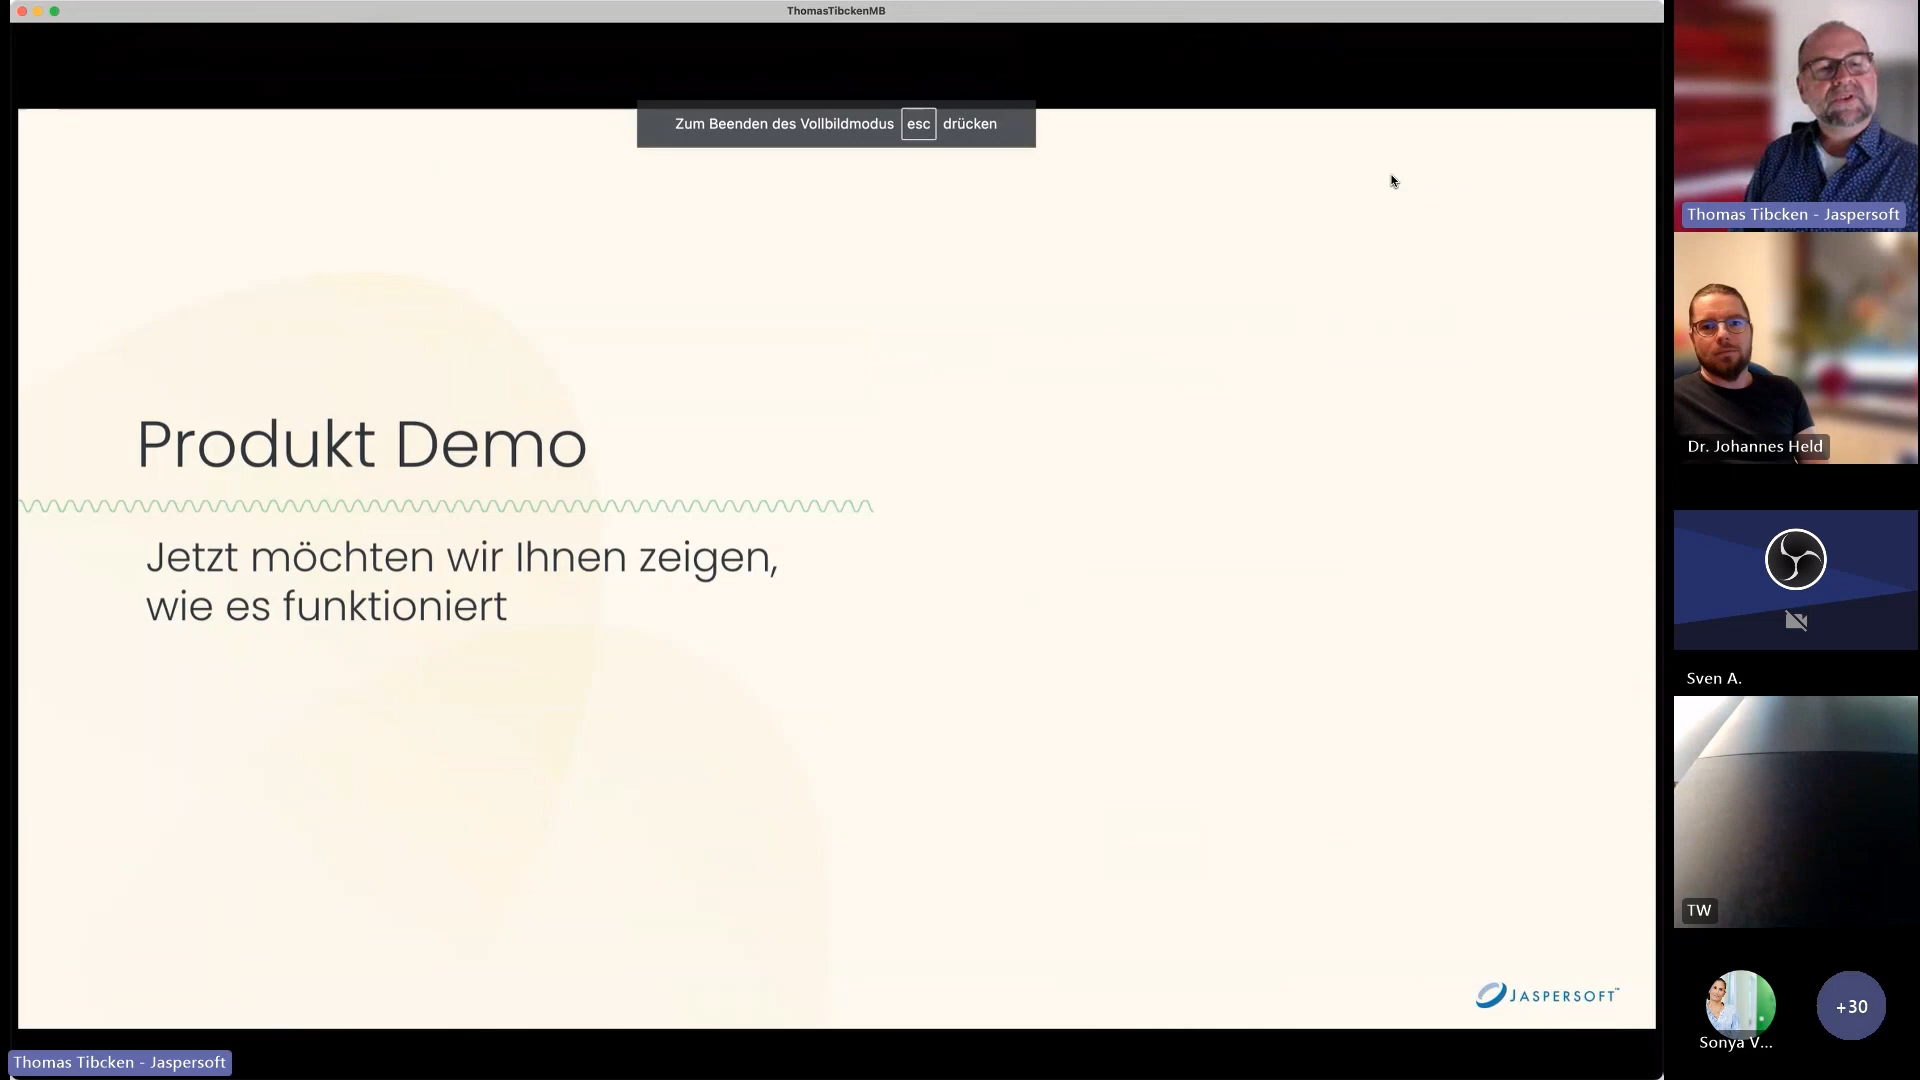 ThomasTibckenMB
Zum Beenden des Vollbildmodus esc drücken
Produkt Demo
Jetzt möchten wir Ihnen zeigen,
wie es funktioniert
JASPERSOFT™
Thomas Tibcken - Jaspersoft
Thomas Tibcken - Jaspersoft
Dr. Johannes Held
Sven A.
TW
Sonya V...
+30